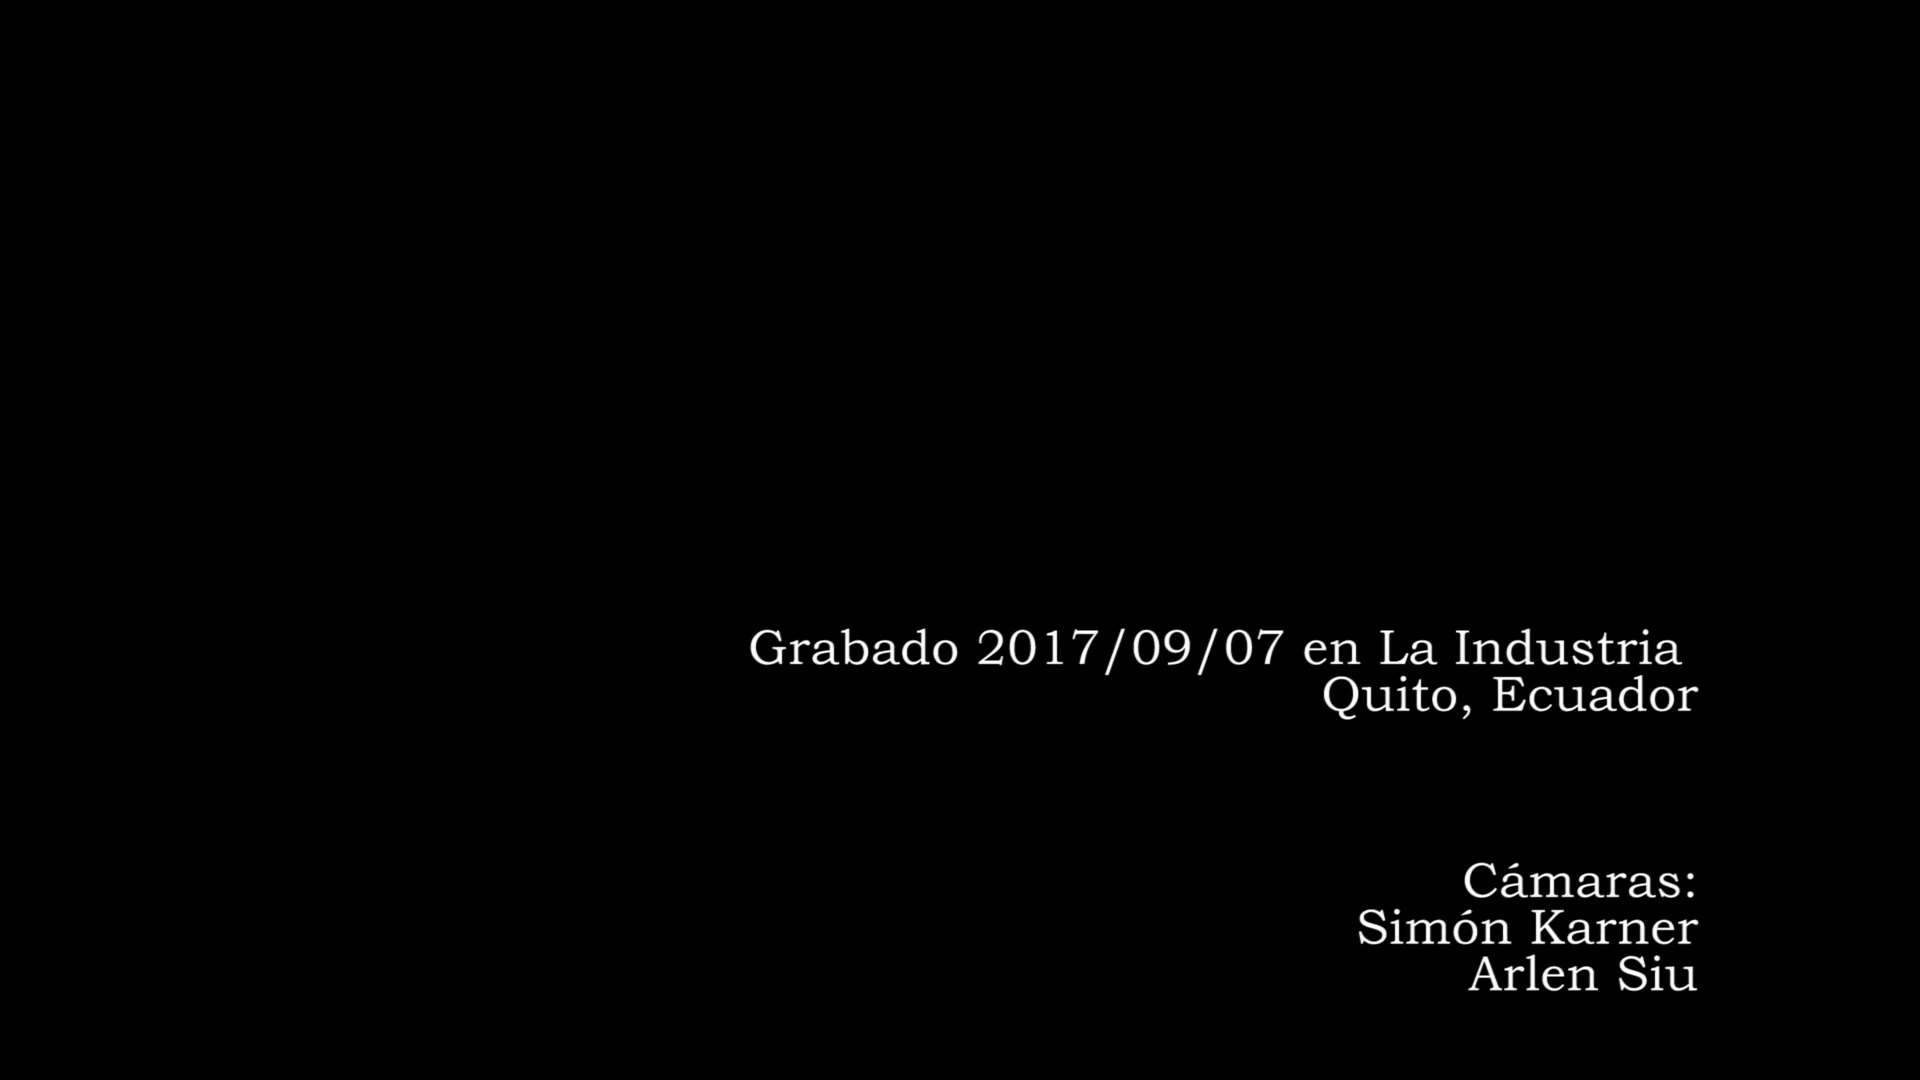 Grabado 2017/09/07 en La Industria
Quito, Ecuador
Cámaras:
Simón Karner
Arlen Siu